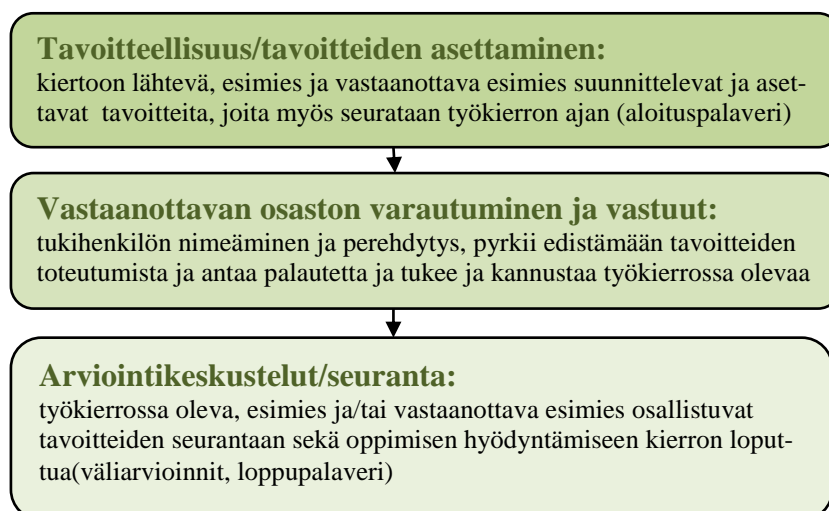 Tavoitteellisuus/tavoitteiden asettaminen:
kiertoon lähtevä, esimies ja vastaanottava esimies suunnittelevat ja aset-
tavat tavoitteita, joita myös seurataan työkierron ajan (aloituspalaveri)
Vastaanottavan osaston varautuminen ja vastuut:
tukihenkilön nimeäminen ja perehdytys, pyrkii edistämään tavoitteiden
toteutumista ja antaa palautetta ja tukee ja kannustaa työkierrossa olevaa
Arviointikeskustelut/seuranta:
työkierrossa oleva, esimies ja/tai vastaanottava esimies osallistuvat
tavoitteiden seurantaan sekä oppimisen hyödyntämiseen kierron loput-
tua(väliarvioinnit, loppupalaveri)